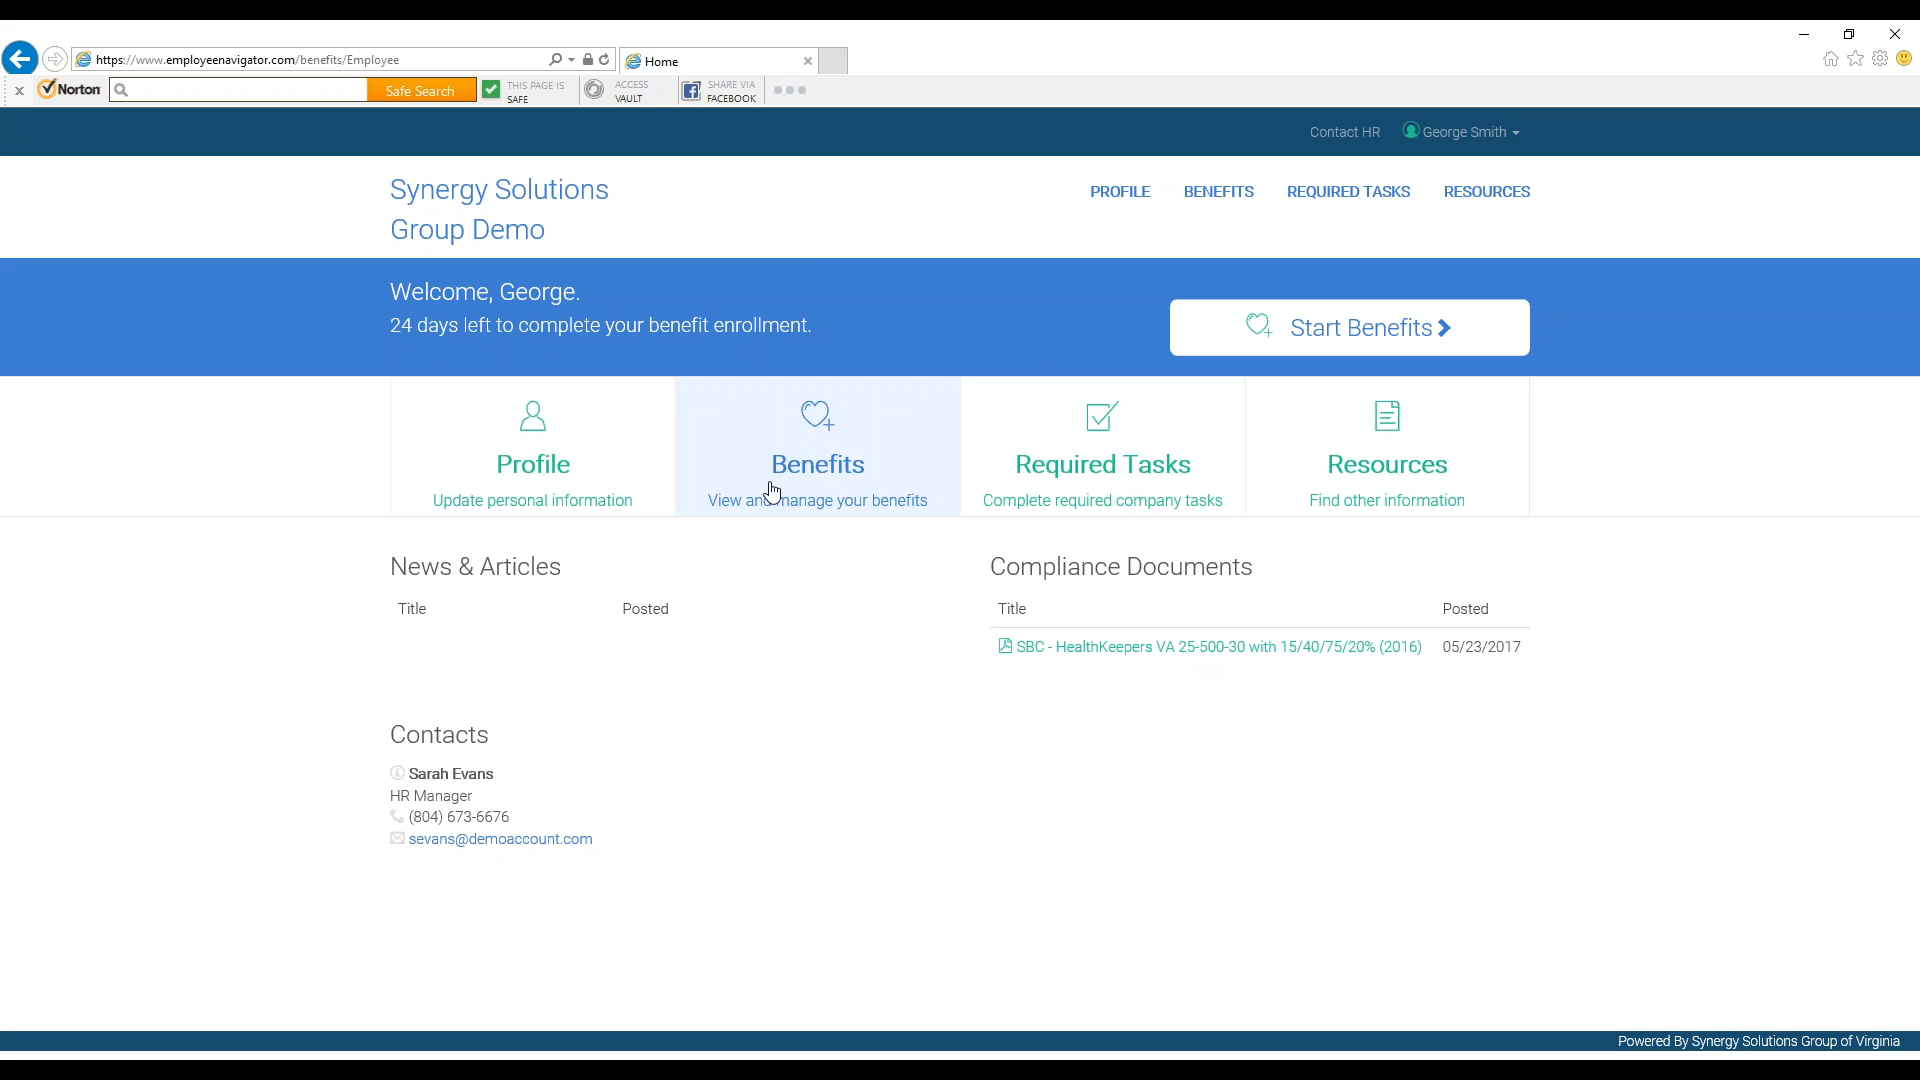 https://www.employeenavigator.com/benefits/Employee
Home
Norton
Safe Search
THIS PAGE IS
SAFE
ACCESS
VAULT
SHARE VIA
FACEBOOK
Contact HR
George Smith
Synergy Solutions
Group Demo
PROFILE
BENEFITS
REQUIRED TASKS
RESOURCES
Welcome, George.
24 days left to complete your benefit enrollment.
Start Benefits
Profile
Update personal information
Benefits
View and manage your benefits
Required Tasks
Complete required company tasks
Resources
Find other information
News & Articles
Title Posted
Compliance Documents
Title Posted
SBC - HealthKeepers VA 25-500-30 with 15/40/75/20% (2016) 05/23/2017
Contacts
Sarah Evans
HR Manager
(804) 673-6676
sevans@demoaccount.com
Powered By Synergy Solutions Group of Virginia